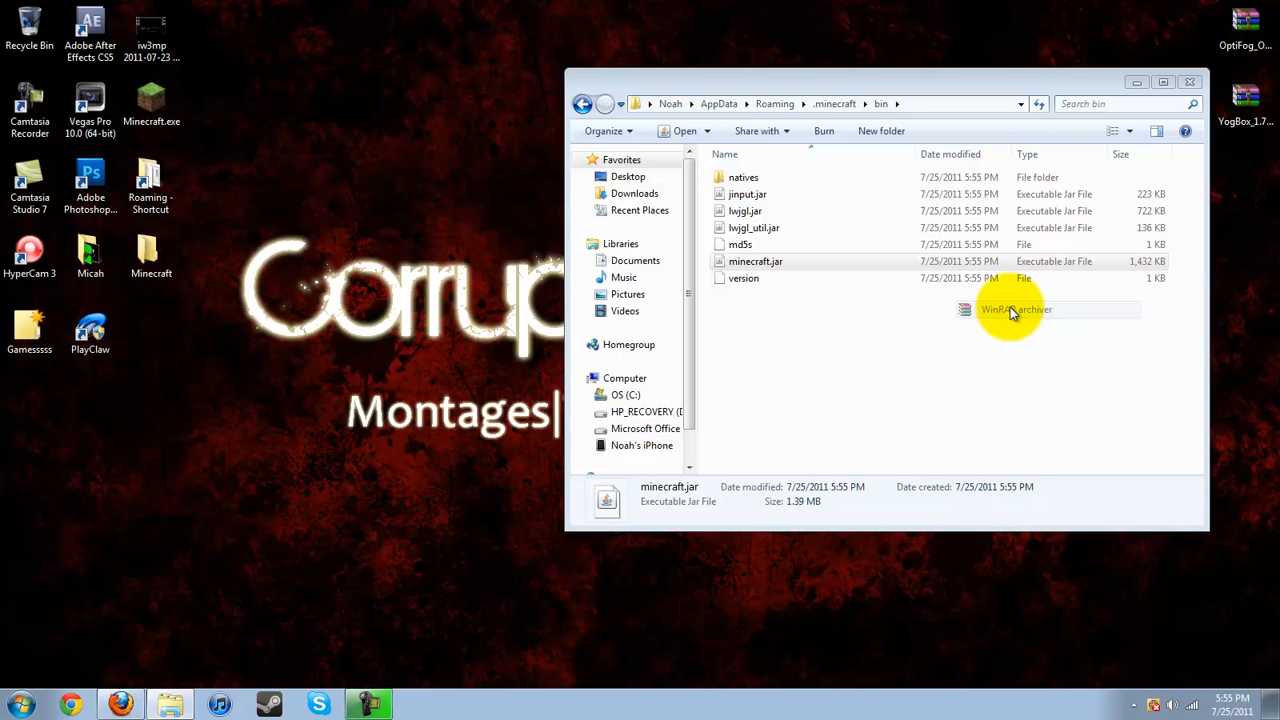 Recycle Bin
Adobe After
Effects CS5
iw3mp
2011-07-23 ...
Camtasia
Recorder
Vegas Pro
10.0 (64-bit)
Minecraft.exe
Camtasia
Studio 7
Adobe
Photoshop...
Roaming -
Shortcut
HyperCam 3
Micah
Minecraft
Gamesssss
PlayClaw
OptiFog_O...
YogBox_1.7...
Corrup
Montages|
Noah
AppData
Roaming
.minecraft
bin
Search bin
Organize
Open
Share with
Burn
New folder
Favorites
Desktop
Downloads
Recent Places
Libraries
Documents
Music
Pictures
Videos
Homegroup
Computer
OS (C:)
HP_RECOVERY (D
Microsoft Office
Noah's iPhone
Name Date modified Type Size
natives 7/25/2011 5:55 PM File folder
jinput.jar 7/25/2011 5:55 PM Executable Jar File 223 KB
lwjgl.jar 7/25/2011 5:55 PM Executable Jar File 722 KB
lwjgl_util.jar 7/25/2011 5:55 PM Executable Jar File 136 KB
md5s 7/25/2011 5:55 PM File 1 KB
minecraft.jar 7/25/2011 5:55 PM Executable Jar File 1,432 KB
version 7/25/2011 5:55 PM File 1 KB
WinRAR archiver
minecraft.jar Date modified: 7/25/2011 5:55 PM Date created: 7/25/2011 5:55 PM
Executable Jar File Size: 1.39 MB
5:55 PM
7/25/2011